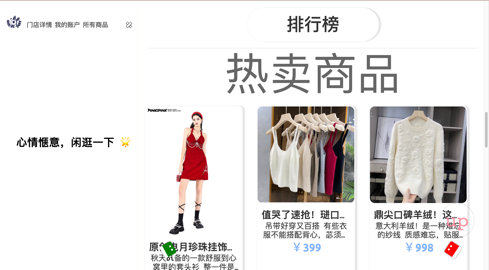 门店详情 我的账户 所有商品
排行榜
热卖商品
心情惬意，闲逛一下
值哭了速抢！琎口...
吊带好穿又百搭 有些衣
服不能搭配背心，必须...
¥399
鼎尖口碑羊绒！这...
意大利羊绒！是一种难...
的纱线 质感难忘，贴服...
¥998
月珍珠挂饰...
秋天必备的一款舒服到心
窝里的套头衫 整一件是...
up